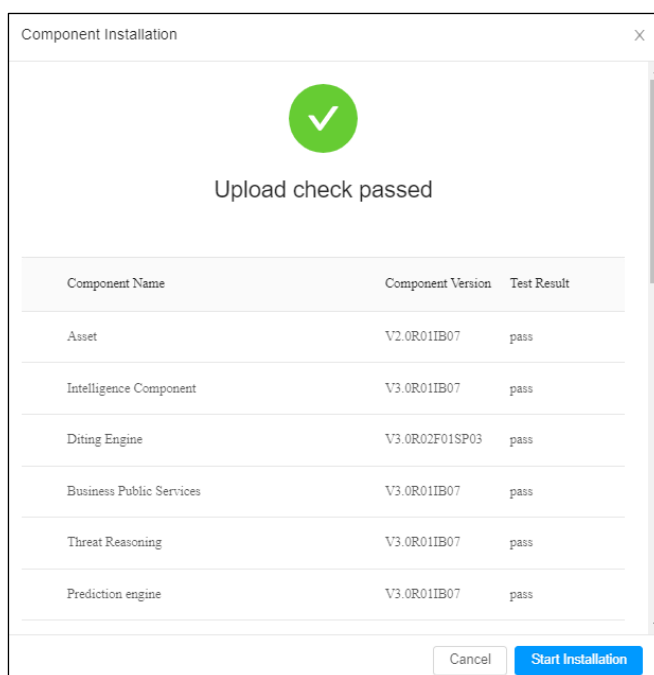 Component Installation
Upload check passed
Component Name Component Version Test Result
Asset V2.0R01IB07 pass
Intelligence Component V3.0R01IB07 pass
Diting Engine V3.0R02F01SP03 pass
Business Public Services V3.0R01IB07 pass
Threat Reasoning V3.0R01IB07 pass
Prediction engine V3.0R01IB07 pass
Cancel Start Installation